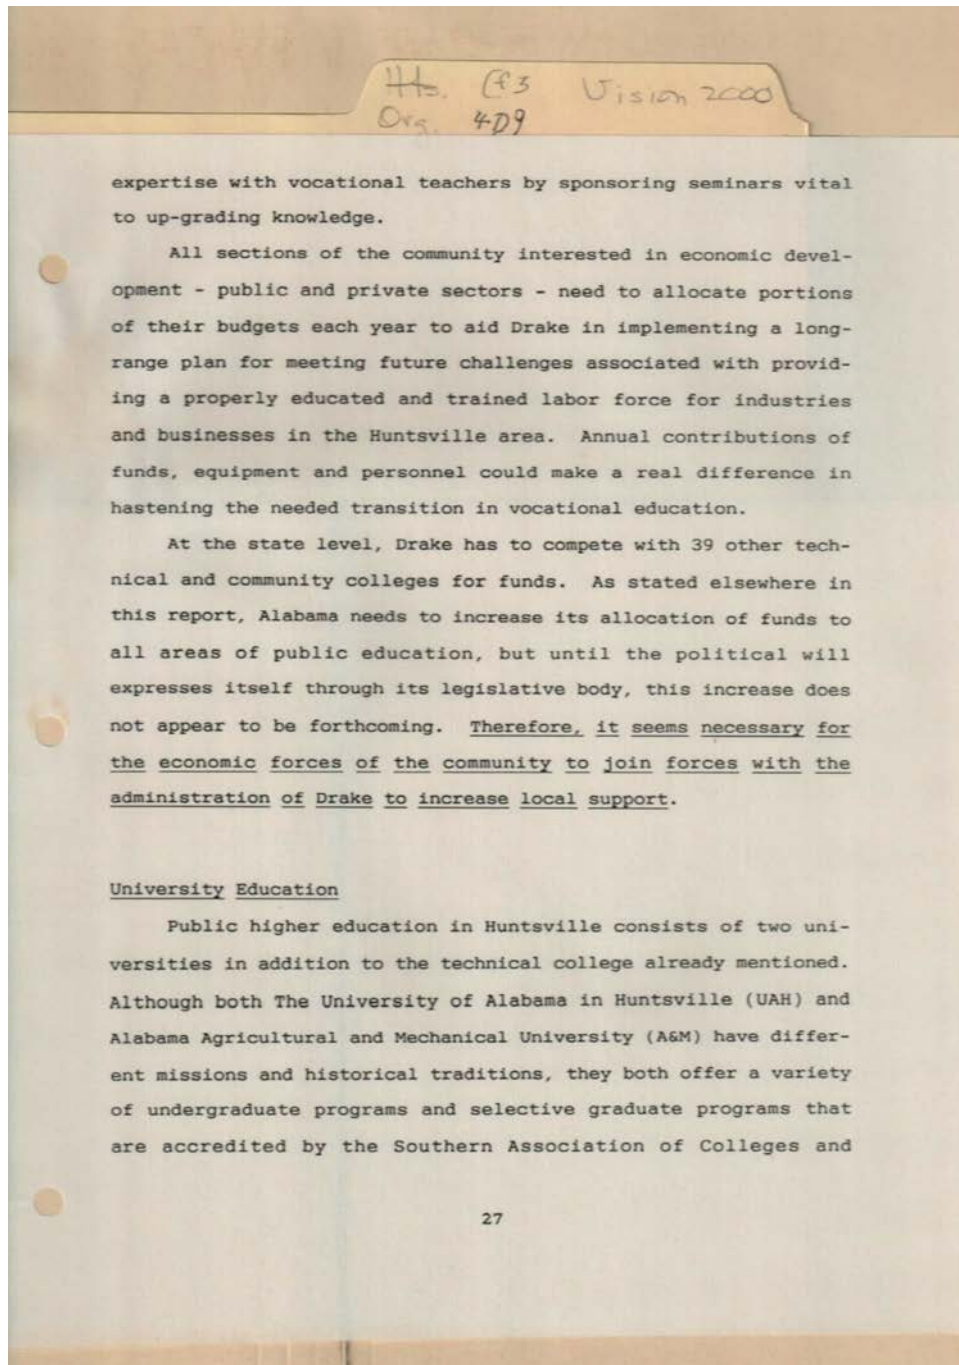 Hts. Cf3 Vision 2000
Org. 4D9
expertise with vocational teachers by sponsoring seminars vital
to up-grading knowledge.
All sections of the community interested in economic devel-
opment - public and private sectors - need to allocate portions
of their budgets each year to aid Drake in implementing a long-
range plan for meeting future challenges associated with provid-
ing a properly educated and trained labor force for industries
and businesses in the Huntsville area. Annual contributions of
funds, equipment and personnel could make a real difference in
hastening the needed transition in vocational education.
At the state level, Drake has to compete with 39 other tech-
nical and community colleges for funds. As stated elsewhere in
this report, Alabama needs to increase its allocation of funds to
all areas of public education, but until the political will
expresses itself through its legislative body, this increase does
not appear to be forthcoming. Therefore, it seems necessary for
the economic forces of the community to join forces with the
administration of Drake to increase local support.
University Education
Public higher education in Huntsville consists of two uni-
versities in addition to the technical college already mentioned.
Although both The University of Alabama in Huntsville (UAH) and
Alabama Agricultural and Mechanical University (A&M) have differ-
ent missions and historical traditions, they both offer a variety
of undergraduate programs and selective graduate programs that
are accredited by the Southern Association of Colleges and
27